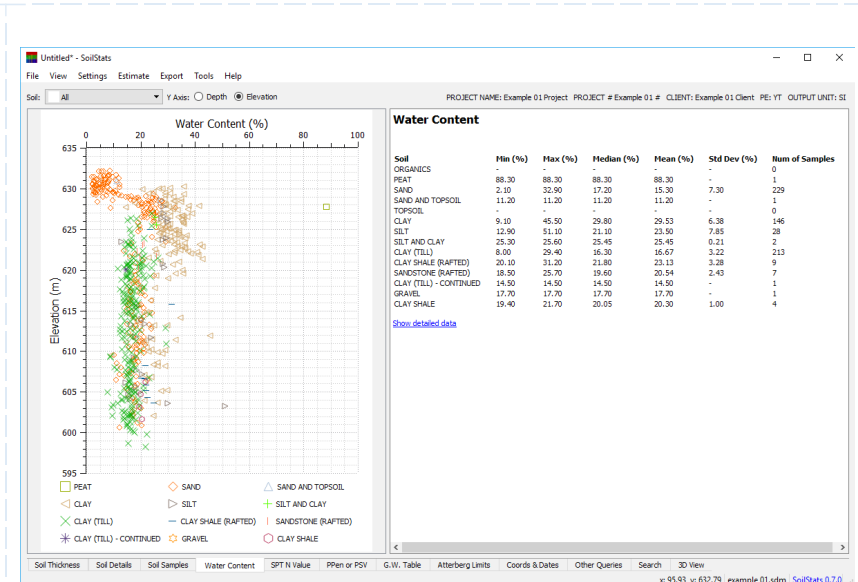 Untitled* - SoilStats
File View Settings Estimate Export Tools Help
Soil: All Y Axis: Depth Elevation PROJECT NAME: Example 01 Project PROJECT # Example 01 # CLIENT: Example 01 Client PE: YT OUTPUT UNIT: SI
Water Content (%)
0 20 40 60 80 100
635
630
625
620
615
610
605
600
595
Elevation (m)
PEAT SAND SAND AND TOPSOIL
CLAY SILT SILT AND CLAY
CLAY (TILL) CLAY SHALE (RAFTED) SANDSTONE (RAFTED)
CLAY (TILL) - CONTINUED GRAVEL CLAY SHALE
Water Content
Soil Min (%) Max (%) Median (%) Mean (%) Std Dev (%) Num of Samples
ORGANICS - - - - - 0
PEAT 88.30 88.30 88.30 88.30 - 1
SAND 2.10 32.90 17.20 15.30 7.30 229
SAND AND TOPSOIL 11.20 11.20 11.20 11.20 - 1
TOPSOIL - - - - - 0
CLAY 9.10 45.50 29.80 29.53 6.38 146
SILT 12.90 51.10 21.10 23.50 7.85 28
SILT AND CLAY 25.30 25.60 25.45 25.45 0.21 2
CLAY (TILL) 8.00 29.40 16.30 16.67 3.22 213
CLAY SHALE (RAFTED) 20.10 31.20 21.80 23.13 3.28 9
SANDSTONE (RAFTED) 18.50 25.70 19.60 20.54 2.43 7
CLAY (TILL) - CONTINUED 14.50 14.50 14.50 14.50 - 1
GRAVEL 17.70 17.70 17.70 17.70 - 1
CLAY SHALE 19.40 21.70 20.05 20.30 1.00 4
Show detailed data
Soil Thickness Soil Details Soil Samples Water Content SPT N Value PPen or PSV G.W. Table Atterberg Limits Coords & Dates Other Queries Search 3D View
x: 95.93 y: 632.79 example 01.sdm SoilStats 0.7.0